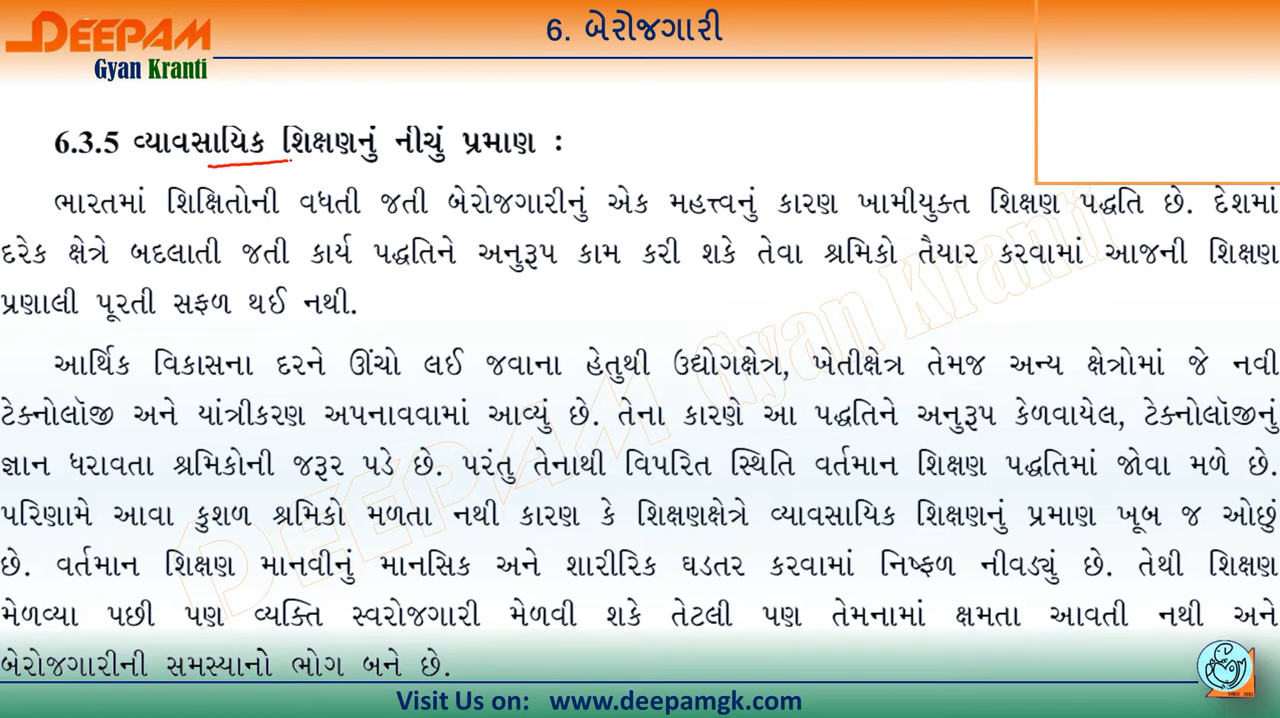 DEEPAM
Gyan Kranti
6. બેરોજગારી
6.3.5 વ્યાવસાયિક શિક્ષણનું નીચું પ્રમાણ :
ભારતમાં શિક્ષિતોની વધતી જતી બેરોજગારીનું એક મહત્ત્વનું કારણ ખામીયુક્ત શિક્ષણ પદ્ધતિ છે. દેશમાં
દરેક ક્ષેત્રે બદલાતી જતી કાર્ય પદ્ધતિને અનુરૂપ કામ કરી શકે તેવા શ્રમિકો તૈયાર કરવામાં આજની શિક્ષણ
પ્રણાલી પૂરતી સફળ થઈ નથી.
આર્થિક વિકાસના દરને ઊંચો લઈ જવાના હેતુથી ઉદ્યોગક્ષેત્ર, ખેતીક્ષેત્ર તેમજ અન્ય ક્ષેત્રોમાં જે નવી
ટેક્નોલૉજી અને યાંત્રીકરણ અપનાવવામાં આવ્યું છે. તેના કારણે આ પદ્ધતિને અનુરૂપ કેળવાયેલ, ટેક્નોલૉજીનું
જ્ઞાન ધરાવતા શ્રમિકોની જરૂર પડે છે. પરંતુ તેનાથી વિપરિત સ્થિતિ વર્તમાન શિક્ષણ પદ્ધતિમાં જોવા મળે છે.
પરિણામે આવા કુશળ શ્રમિકો મળતા નથી કારણ કે શિક્ષણક્ષેત્રે વ્યાવસાયિક શિક્ષણનું પ્રમાણ ખૂબ જ ઓછું
છે. વર્તમાન શિક્ષણ માનવીનું માનસિક અને શારીરિક ઘડતર કરવામાં નિષ્ફળ નીવડ્યું છે. તેથી શિક્ષણ
મેળવ્યા પછી પણ વ્યક્તિ સ્વરોજગારી મેળવી શકે તેટલી પણ તેમનામાં ક્ષમતા આવતી નથી અને
બેરોજગારીની સમસ્યાનો ભોગ બને છે.
DEEPAM Gyan Kranti
Visit Us on: www.deepamgk.com